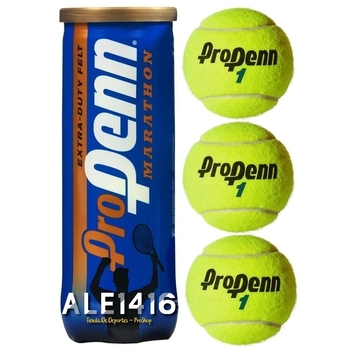 EXTRA-DUTY FELT
ProPenn
MARATHON
ProPenn
1
ProPenn
1
ProPenn
1
ALE1416
Tienda De Deportes - ProShop